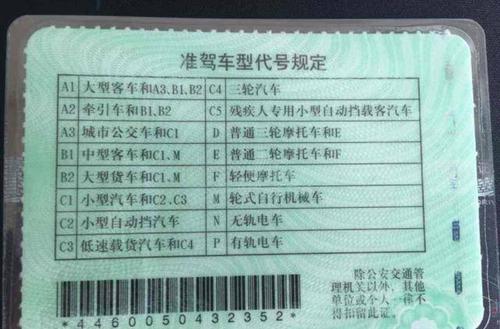 准驾车型代号规定
A1 大型客车和A3、B1、B2 C4 三轮汽车
A2 牵引车和B1、B2 C5 残疾人专用小型自动挡载客汽车
A3 城市公交车和C1 D 普通三轮摩托车和E
B1 中型客车和C1、M E 普通二轮摩托车和F
B2 大型货车和C1、M F 轻便摩托车
C1 小型汽车和C2、C3 M 轮式自行机械车
C2 小型自动挡汽车 N 无轨电车
C3 低速载货汽车和C4 P 有轨电车
除公安交通管
理机关以外，其他
单位或个人一律不
得扣留此证
*4460050432352*